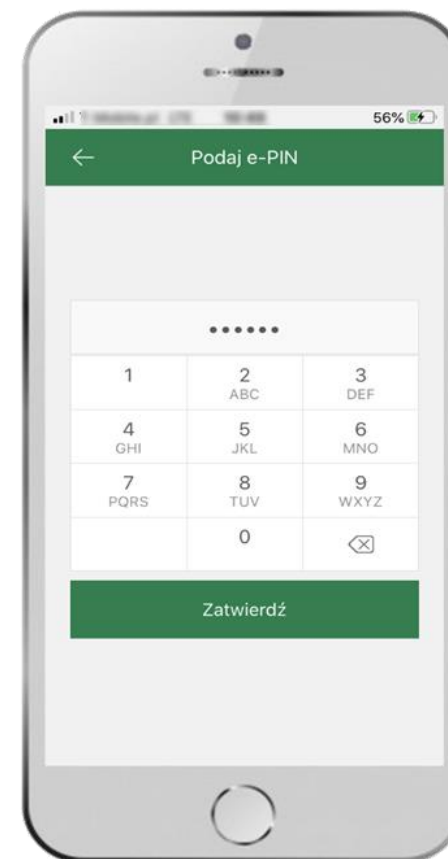 56%
Podaj e-PIN
••••••
1 2 3
ABC DEF
4 5 6
GHI JKL MNO
7 8 9
PQRS TUV WXYZ
0
Zatwierdź